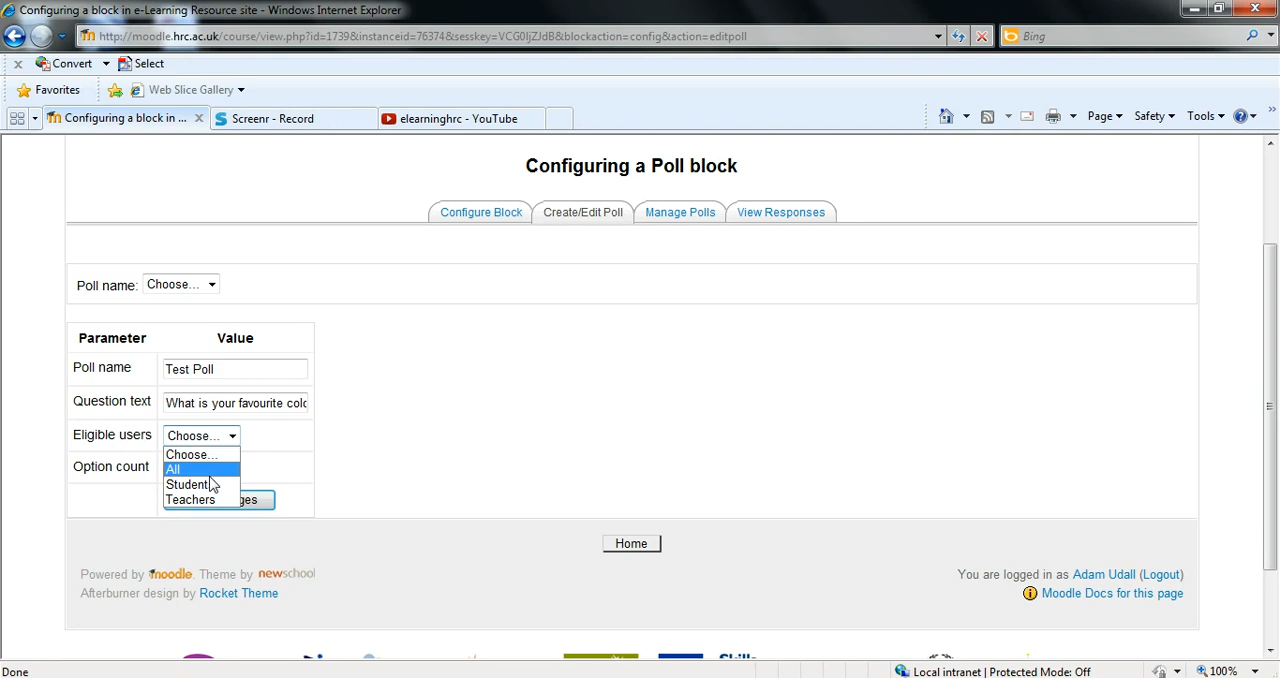 Configuring a block in e-Learning Resource site - Windows Internet Explorer
http://moodle.hrc.ac.uk/course/view.php?id=1739&instanceid=76374&sesskey=VCG0IjZJdB&blockaction=config&action=editpoll
Bing
x Convert Select
Favorites Web Slice Gallery
Configuring a block in ... x Screenr - Record elearninghrc - YouTube Page Safety Tools »
Configuring a Poll block
Configure Block Create/Edit Poll Manage Polls View Responses
Poll name: Choose...
Parameter Value
Poll name Test Poll
Question text What is your favourite colo
Eligible users Choose...
Choose...
Option count All
Student
Teachers ges
Home
Powered by moodle. Theme by newschool
You are logged in as Adam Udall (Logout)
Afterburner design by Rocket Theme
Moodle Docs for this page
Done Local intranet | Protected Mode: Off 100%